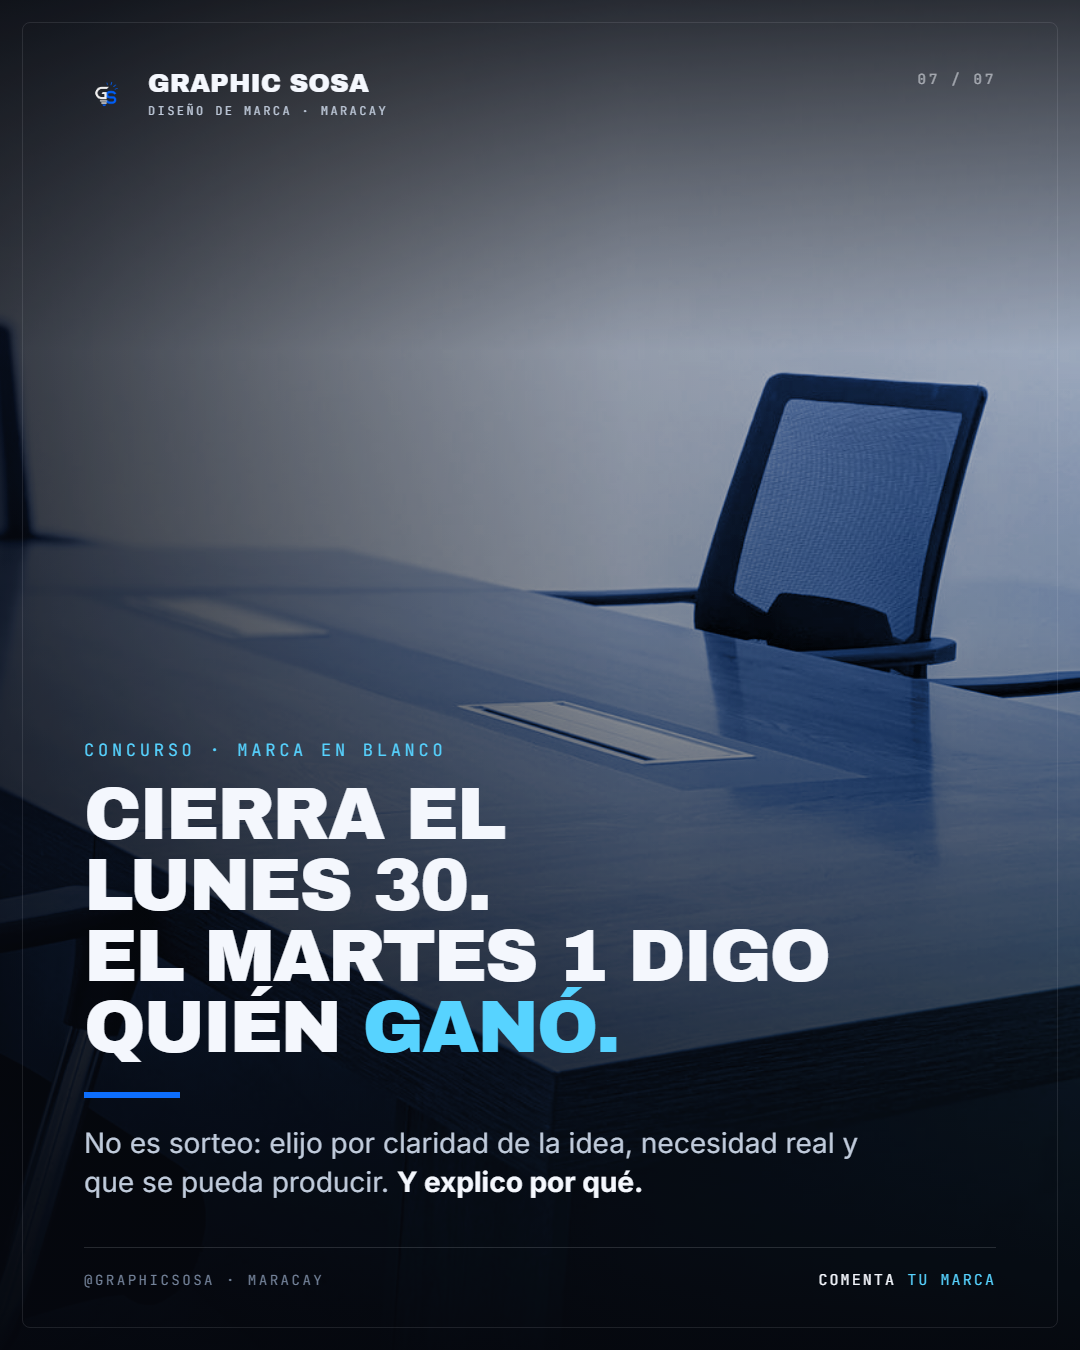 GS
GRAPHIC SOSA
DISEÑO DE MARCA · MARACAY
07 / 07
CONCURSO · MARCA EN BLANCO
CIERRA EL
LUNES 30.
EL MARTES 1 DIGO
QUIÉN GANÓ.
No es sorteo: elijo por claridad de la idea, necesidad real y
que se pueda producir. Y explico por qué.
@GRAPHICSOSA · MARACAY
COMENTA TU MARCA